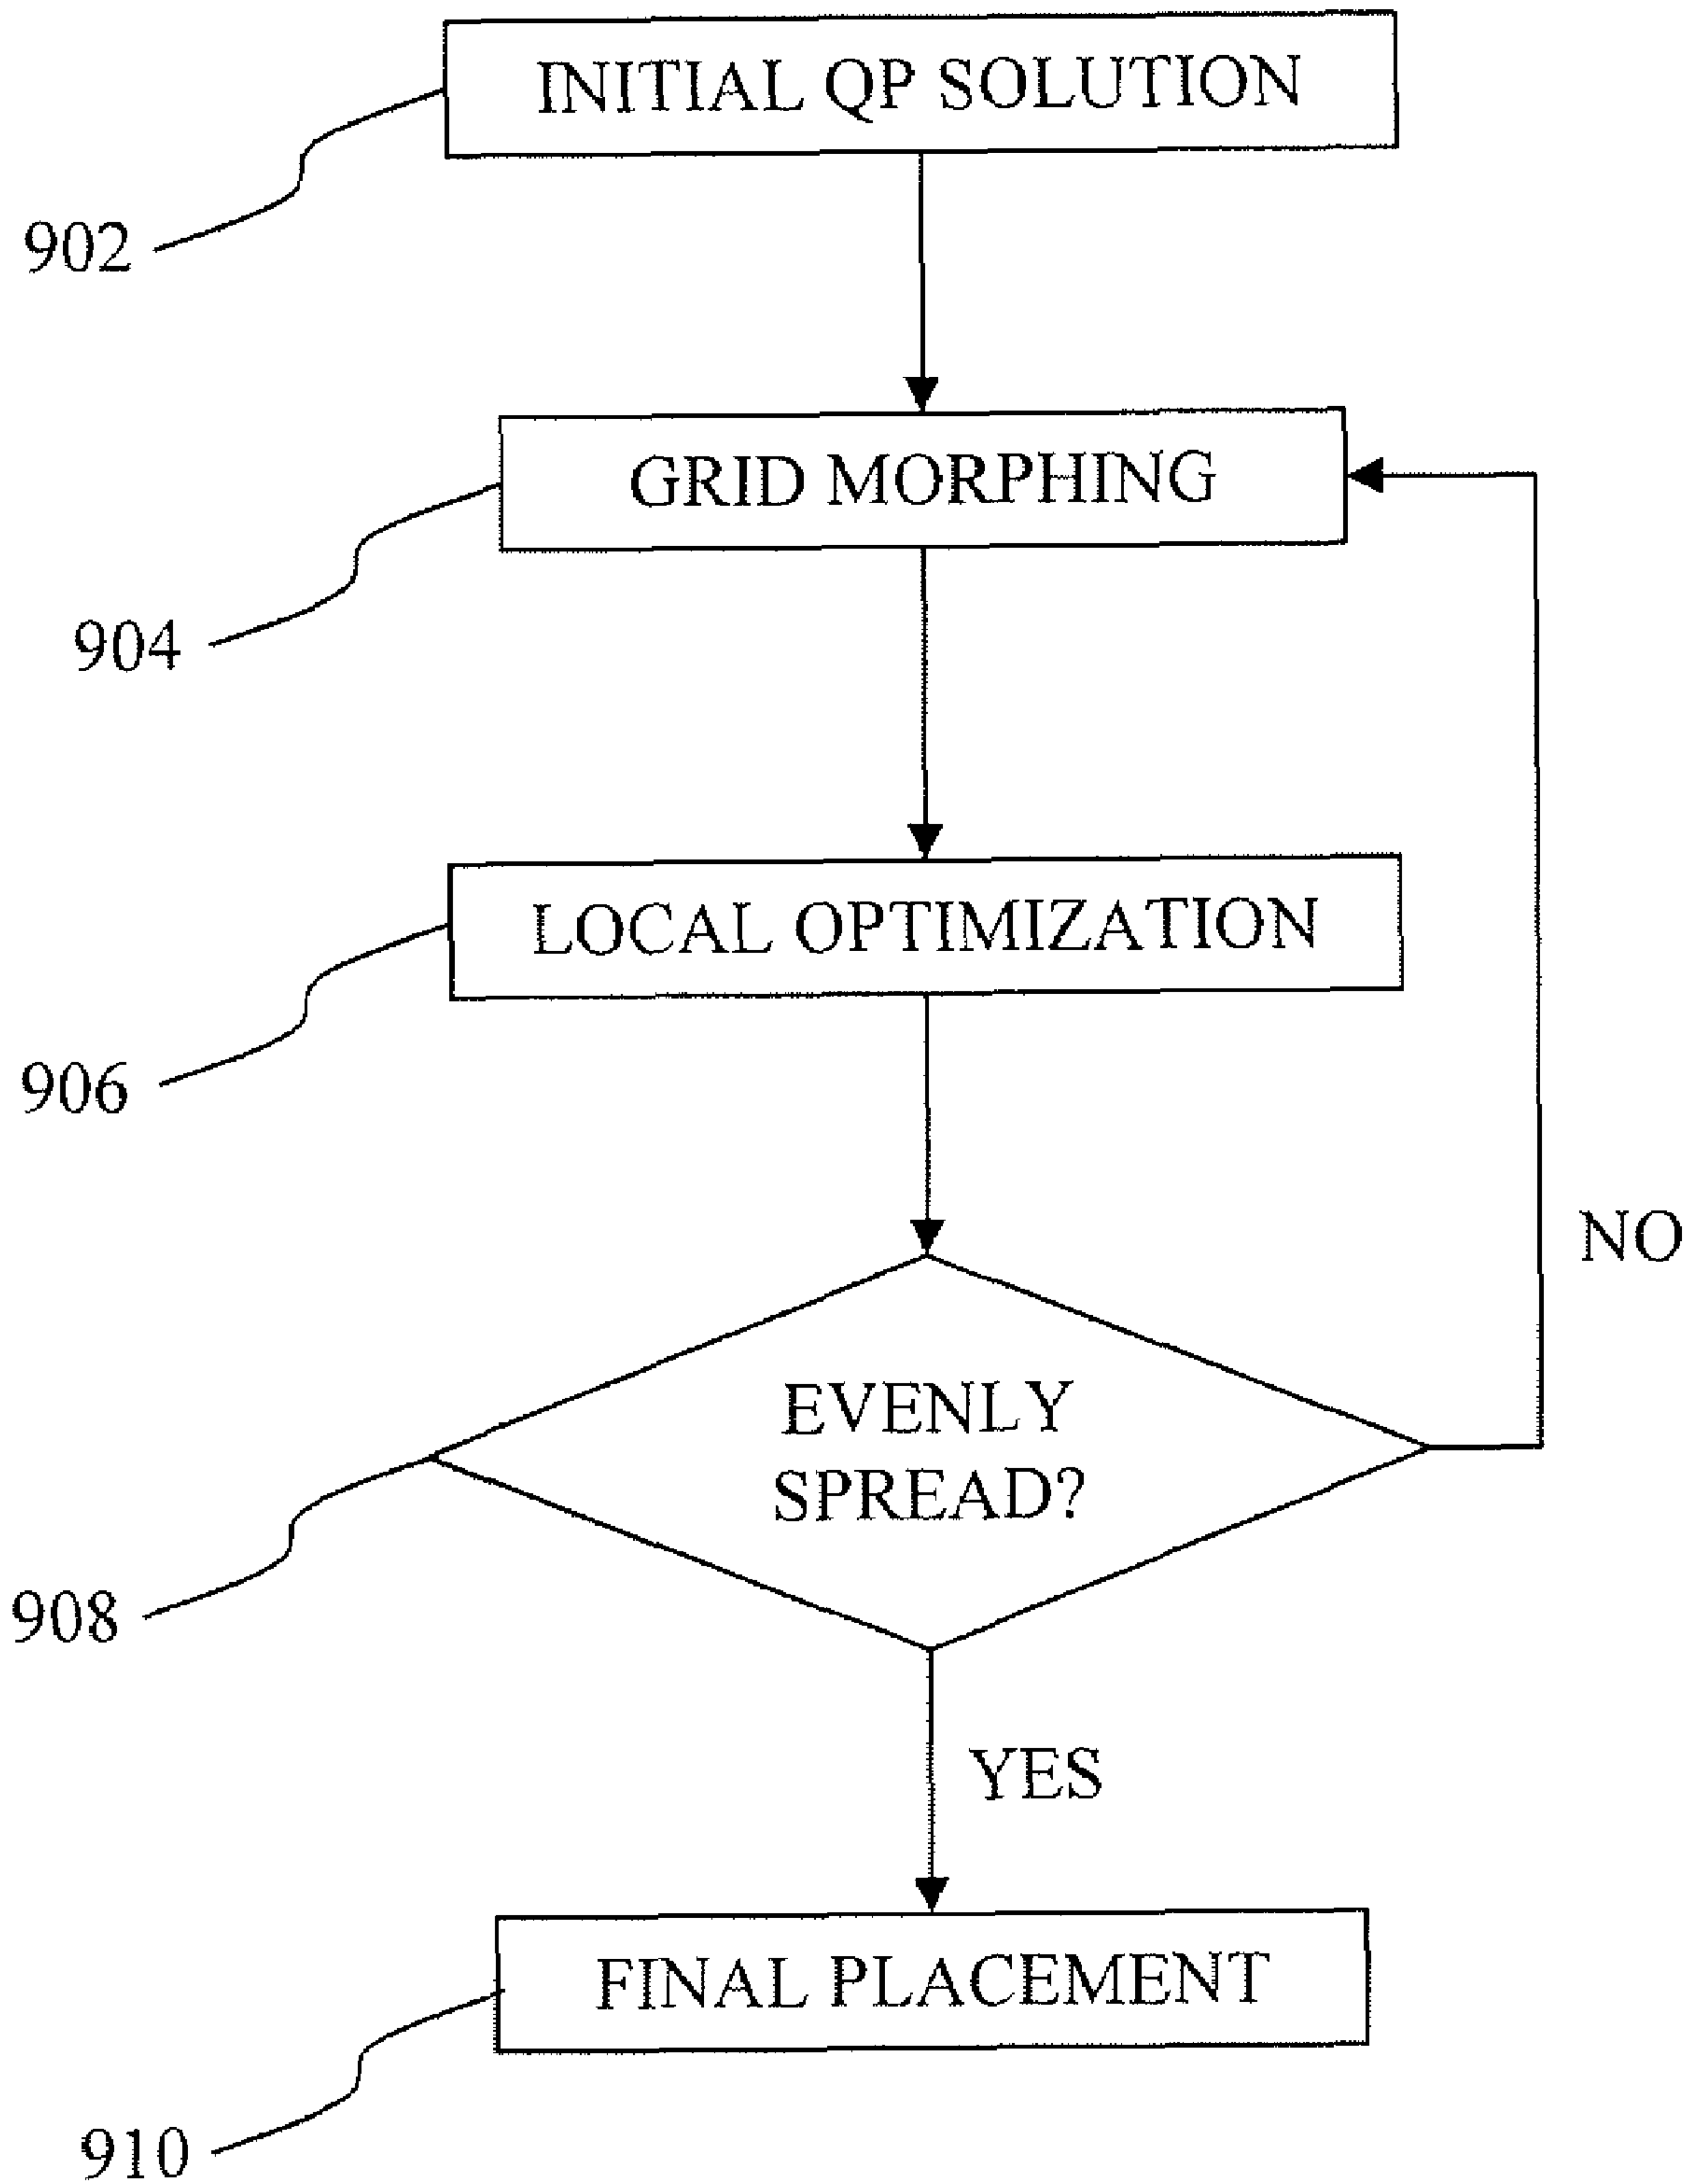 INITIAL QP SOLUTION
902
GRID MORPHING
904
LOCAL OPTIMIZATION
906
NO
EVENLY
SPREAD?
908
YES
FINAL PLACEMENT
910